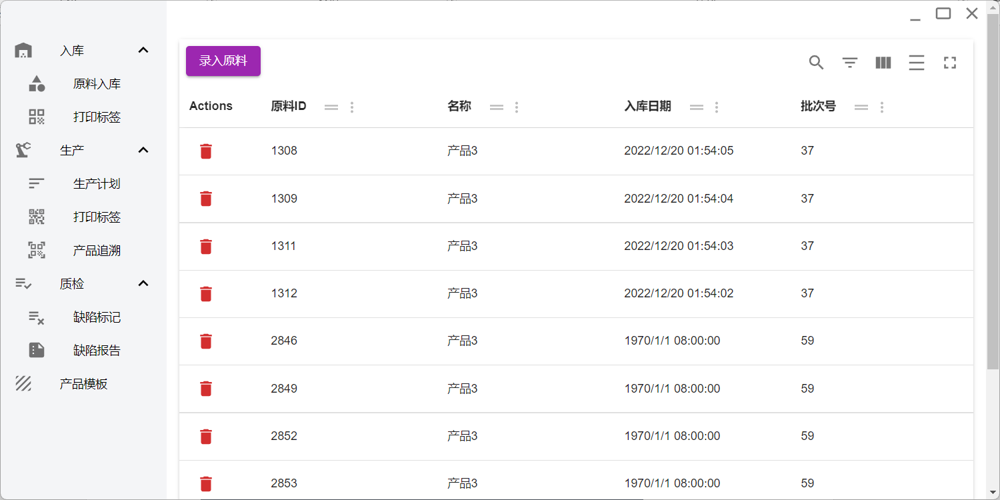 入库
原料入库
打印标签
生产
生产计划
打印标签
产品追溯
质检
缺陷标记
缺陷报告
产品模板
录入原料
Actions 原料ID 名称 入库日期 批次号
1308 产品3 2022/12/20 01:54:05 37
1309 产品3 2022/12/20 01:54:04 37
1311 产品3 2022/12/20 01:54:03 37
1312 产品3 2022/12/20 01:54:02 37
2846 产品3 1970/1/1 08:00:00 59
2849 产品3 1970/1/1 08:00:00 59
2852 产品3 1970/1/1 08:00:00 59
2853 产品3 1970/1/1 08:00:00 59